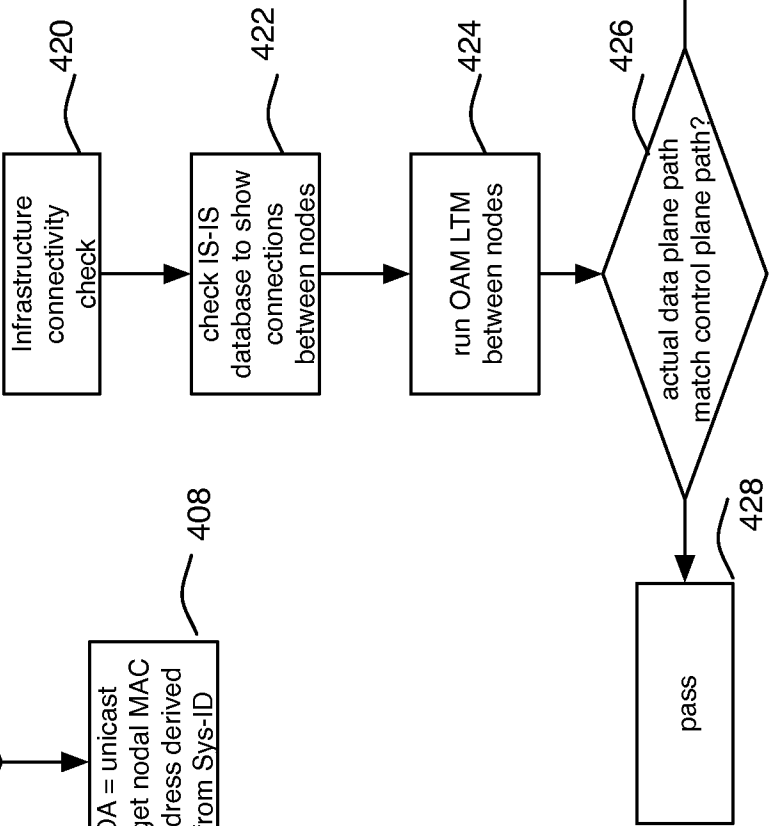 420
Infrastructure
connectivity
check
422
check IS-IS
database to show
connections
between nodes
424
run OAM LTM
between nodes
426
actual data plane path
match control plane path?
428
pass
408
= unicast
nodal MAC
derived
from Sys-ID